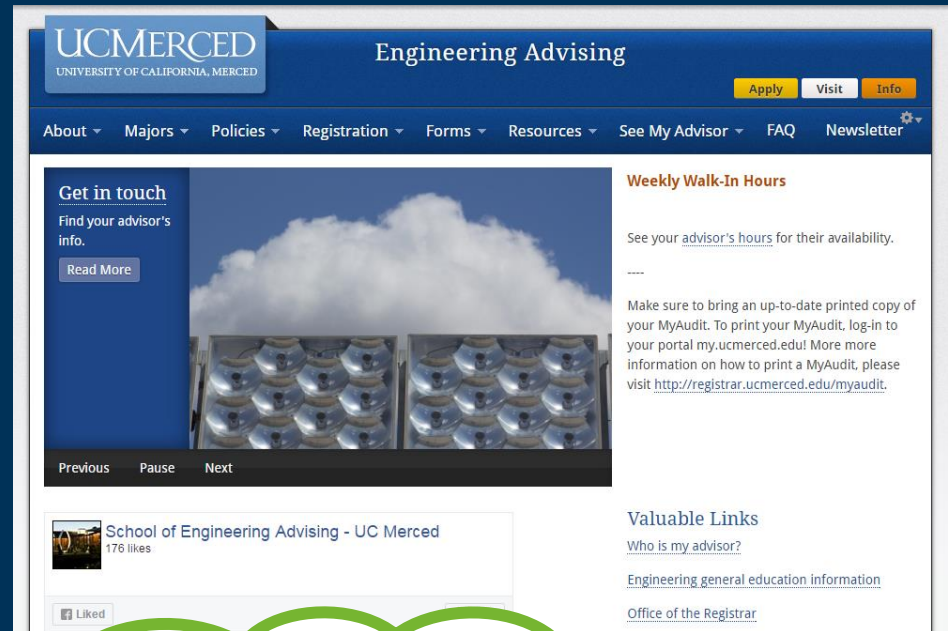 UCMERCED
UNIVERSITY OF CALIFORNIA, MERCED
Engineering Advising
Apply Visit Info
About Majors Policies Registration Forms Resources See My Advisor FAQ Newsletter
Get in touch
Find your advisor's
info.
Read More
Previous Pause Next
Weekly Walk-In Hours
See your advisor's hours for their availability.
----
Make sure to bring an up-to-date printed copy of
your MyAudit. To print your MyAudit, log-in to
your portal my.ucmerced.edu! More more
information on how to print a MyAudit, please
visit http://registrar.ucmerced.edu/myaudit.
School of Engineering Advising - UC Merced
176 likes
Liked
Valuable Links
Who is my advisor?
Engineering general education information
Office of the Registrar